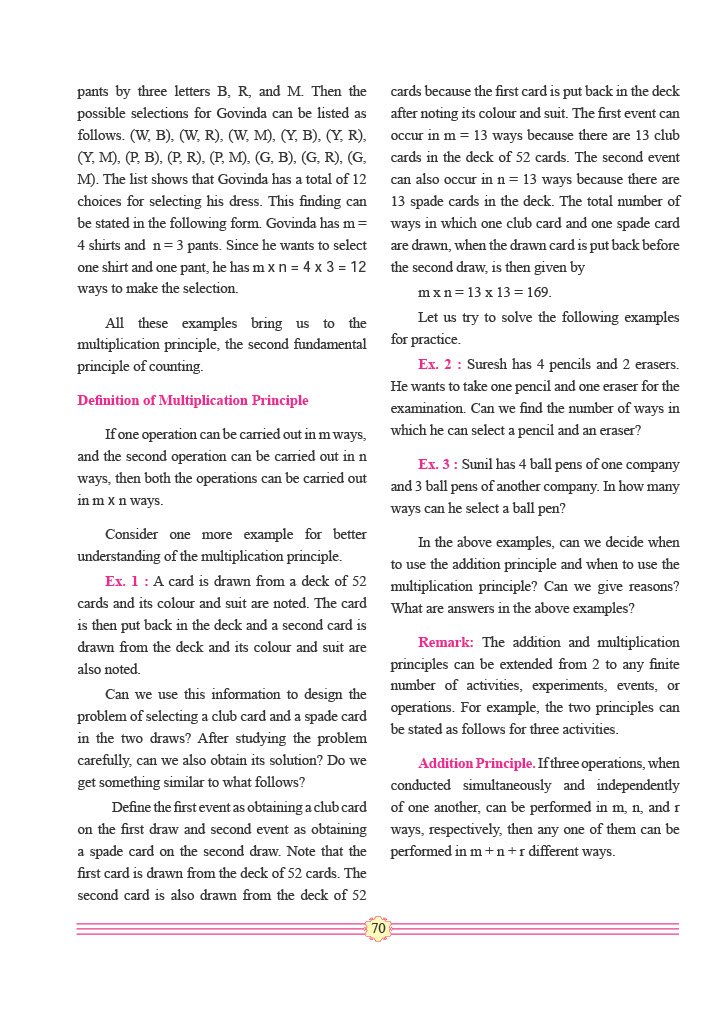 pants by three letters B, R, and M. Then the
possible selections for Govinda can be listed as
follows. (W, B), (W, R), (W, M), (Y, B), (Y, R),
(Y, M), (P, B), (P, R), (P, M), (G, B), (G, R), (G,
M). The list shows that Govinda has a total of 12
choices for selecting his dress. This finding can
be stated in the following form. Govinda has m =
4 shirts and n = 3 pants. Since he wants to select
one shirt and one pant, he has m x n = 4 x 3 = 12
ways to make the selection.
All these examples bring us to the
multiplication principle, the second fundamental
principle of counting.
Definition of Multiplication Principle
If one operation can be carried out in m ways,
and the second operation can be carried out in n
ways, then both the operations can be carried out
in m x n ways.
Consider one more example for better
understanding of the multiplication principle.
Ex. 1 : A card is drawn from a deck of 52
cards and its colour and suit are noted. The card
is then put back in the deck and a second card is
drawn from the deck and its colour and suit are
also noted.
Can we use this information to design the
problem of selecting a club card and a spade card
in the two draws? After studying the problem
carefully, can we also obtain its solution? Do we
get something similar to what follows?
Define the first event as obtaining a club card
on the first draw and second event as obtaining
a spade card on the second draw. Note that the
first card is drawn from the deck of 52 cards. The
second card is also drawn from the deck of 52
cards because the first card is put back in the deck
after noting its colour and suit. The first event can
occur in m = 13 ways because there are 13 club
cards in the deck of 52 cards. The second event
can also occur in n = 13 ways because there are
13 spade cards in the deck. The total number of
ways in which one club card and one spade card
are drawn, when the drawn card is put back before
the second draw, is then given by
m x n = 13 x 13 = 169.
Let us try to solve the following examples
for practice.
Ex. 2 : Suresh has 4 pencils and 2 erasers.
He wants to take one pencil and one eraser for the
examination. Can we find the number of ways in
which he can select a pencil and an eraser?
Ex. 3 : Sunil has 4 ball pens of one company
and 3 ball pens of another company. In how many
ways can he select a ball pen?
In the above examples, can we decide when
to use the addition principle and when to use the
multiplication principle? Can we give reasons?
What are answers in the above examples?
Remark: The addition and multiplication
principles can be extended from 2 to any finite
number of activities, experiments, events, or
operations. For example, the two principles can
be stated as follows for three activities.
Addition Principle. If three operations, when
conducted simultaneously and independently
of one another, can be performed in m, n, and r
ways, respectively, then any one of them can be
performed in m + n + r different ways.
70